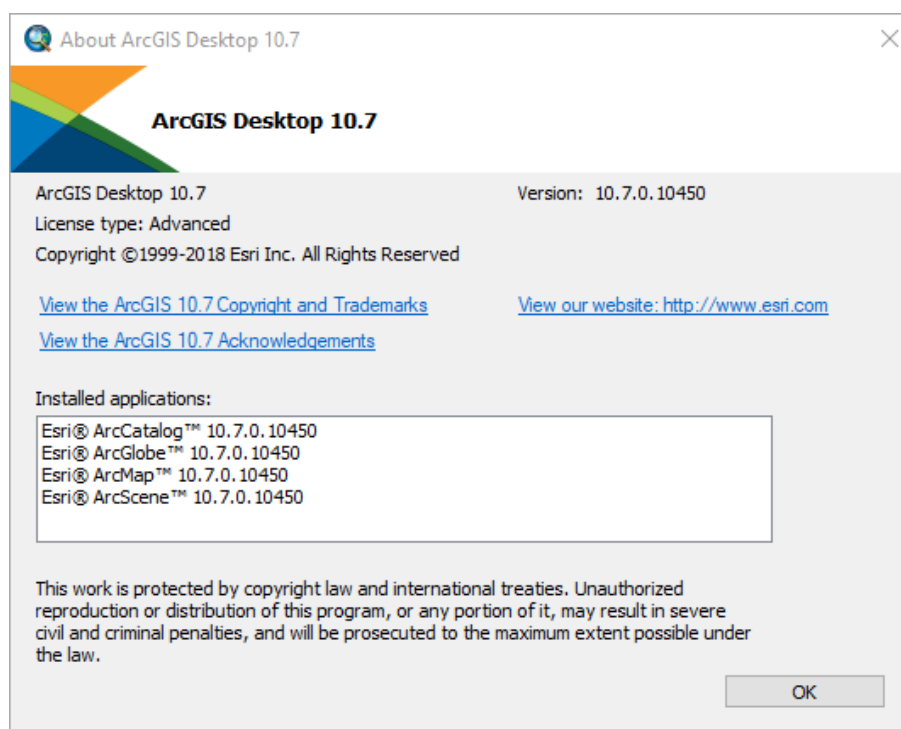 About ArcGIS Desktop 10.7
ArcGIS Desktop 10.7
ArcGIS Desktop 10.7 Version: 10.7.0.10450
License type: Advanced
Copyright ©1999-2018 Esri Inc. All Rights Reserved
View the ArcGIS 10.7 Copyright and Trademarks View our website: http://www.esri.com
View the ArcGIS 10.7 Acknowledgements
Installed applications:
Esri® ArcCatalog™ 10.7.0.10450
Esri® ArcGlobe™ 10.7.0.10450
Esri® ArcMap™ 10.7.0.10450
Esri® ArcScene™ 10.7.0.10450
This work is protected by copyright law and international treaties. Unauthorized
reproduction or distribution of this program, or any portion of it, may result in severe
civil and criminal penalties, and will be prosecuted to the maximum extent possible under
the law.
OK